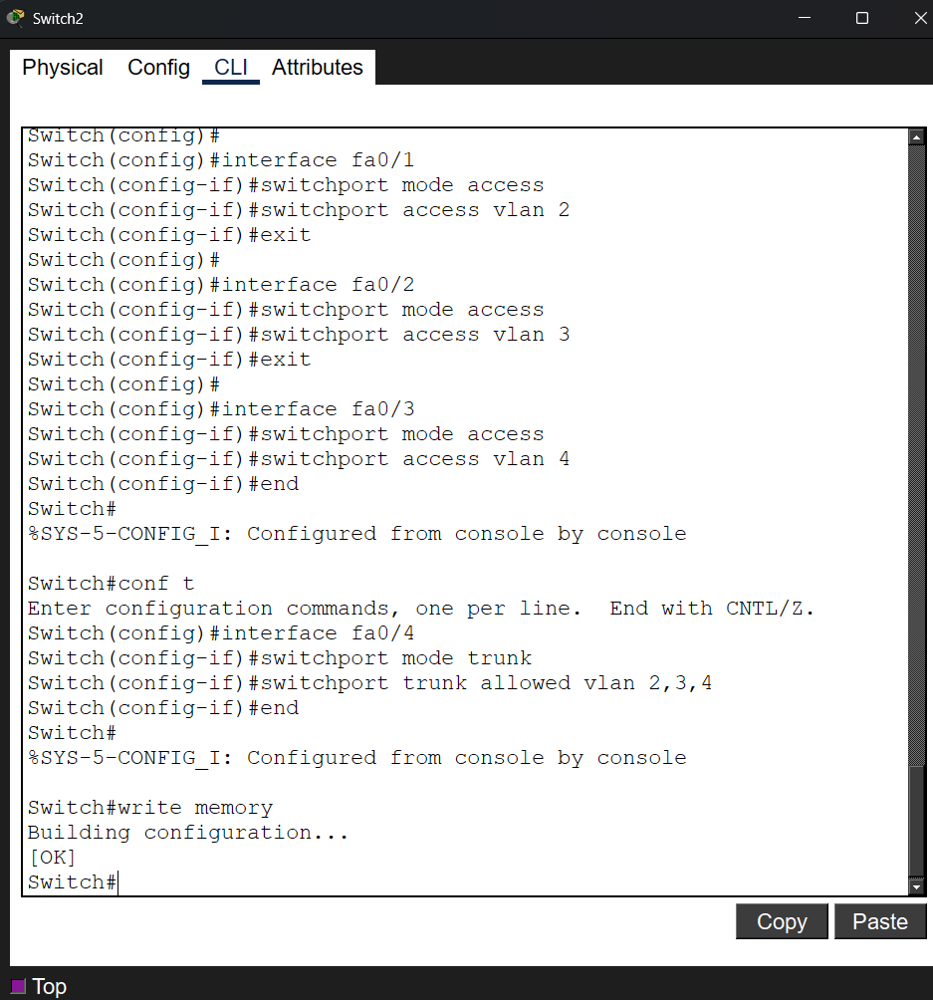 Switch2
Physical Config CLI Attributes
Switch(config)#
Switch(config)#interface fa0/1
Switch(config-if)#switchport mode access
Switch(config-if)#switchport access vlan 2
Switch(config-if)#exit
Switch(config)#
Switch(config)#interface fa0/2
Switch(config-if)#switchport mode access
Switch(config-if)#switchport access vlan 3
Switch(config-if)#exit
Switch(config)#
Switch(config)#interface fa0/3
Switch(config-if)#switchport mode access
Switch(config-if)#switchport access vlan 4
Switch(config-if)#end
Switch#
%SYS-5-CONFIG_I: Configured from console by console
Switch#conf t
Enter configuration commands, one per line.  End with CNTL/Z.
Switch(config)#interface fa0/4
Switch(config-if)#switchport mode trunk
Switch(config-if)#switchport trunk allowed vlan 2,3,4
Switch(config-if)#end
Switch#
%SYS-5-CONFIG_I: Configured from console by console
Switch#write memory
Building configuration...
[OK]
Switch#
Copy Paste
Top